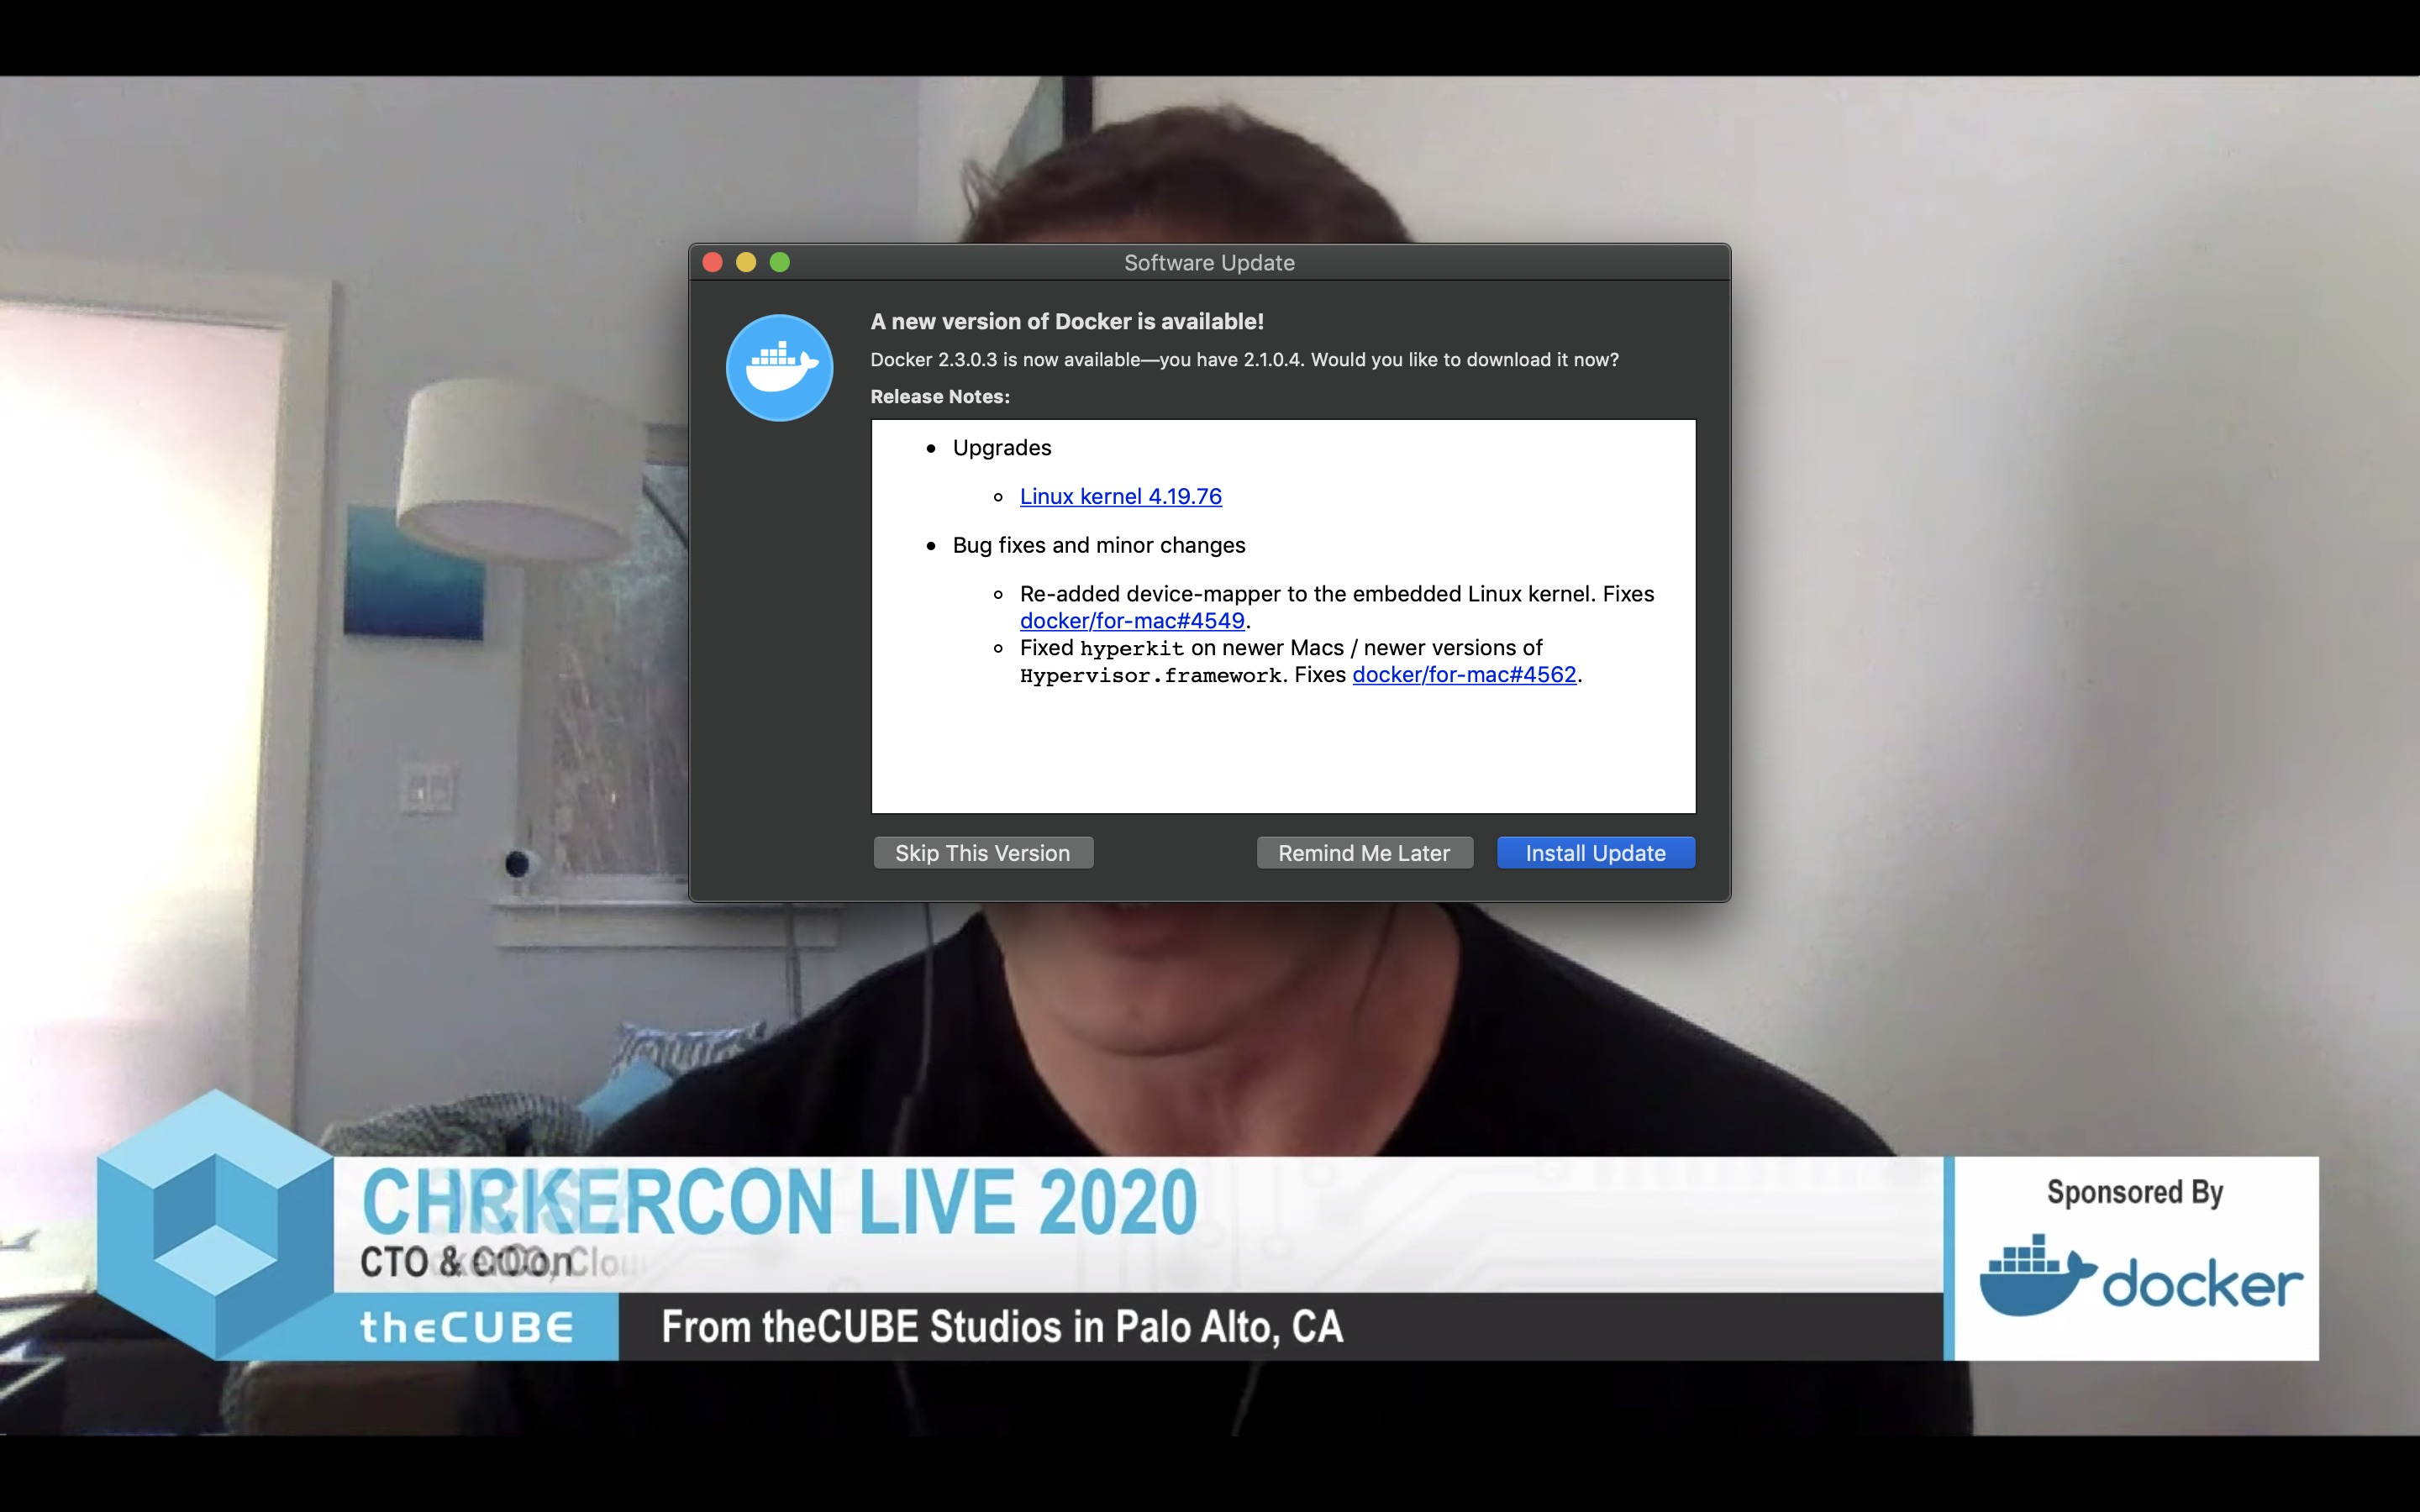 Software Update
A new version of Docker is available!
Docker 2.3.0.3 is now available—you have 2.1.0.4. Would you like to download it now?
Release Notes:
• Upgrades
◦ Linux kernel 4.19.76
• Bug fixes and minor changes
◦ Re-added device-mapper to the embedded Linux kernel. Fixes
docker/for-mac#4549.
◦ Fixed hyperkit on newer Macs / newer versions of
Hypervisor.framework. Fixes docker/for-mac#4562.
Skip This Version
Remind Me Later
Install Update
LIVE 2020
CTO &
theCUBE
From theCUBE Studios in Palo Alto, CA
Sponsored By
docker